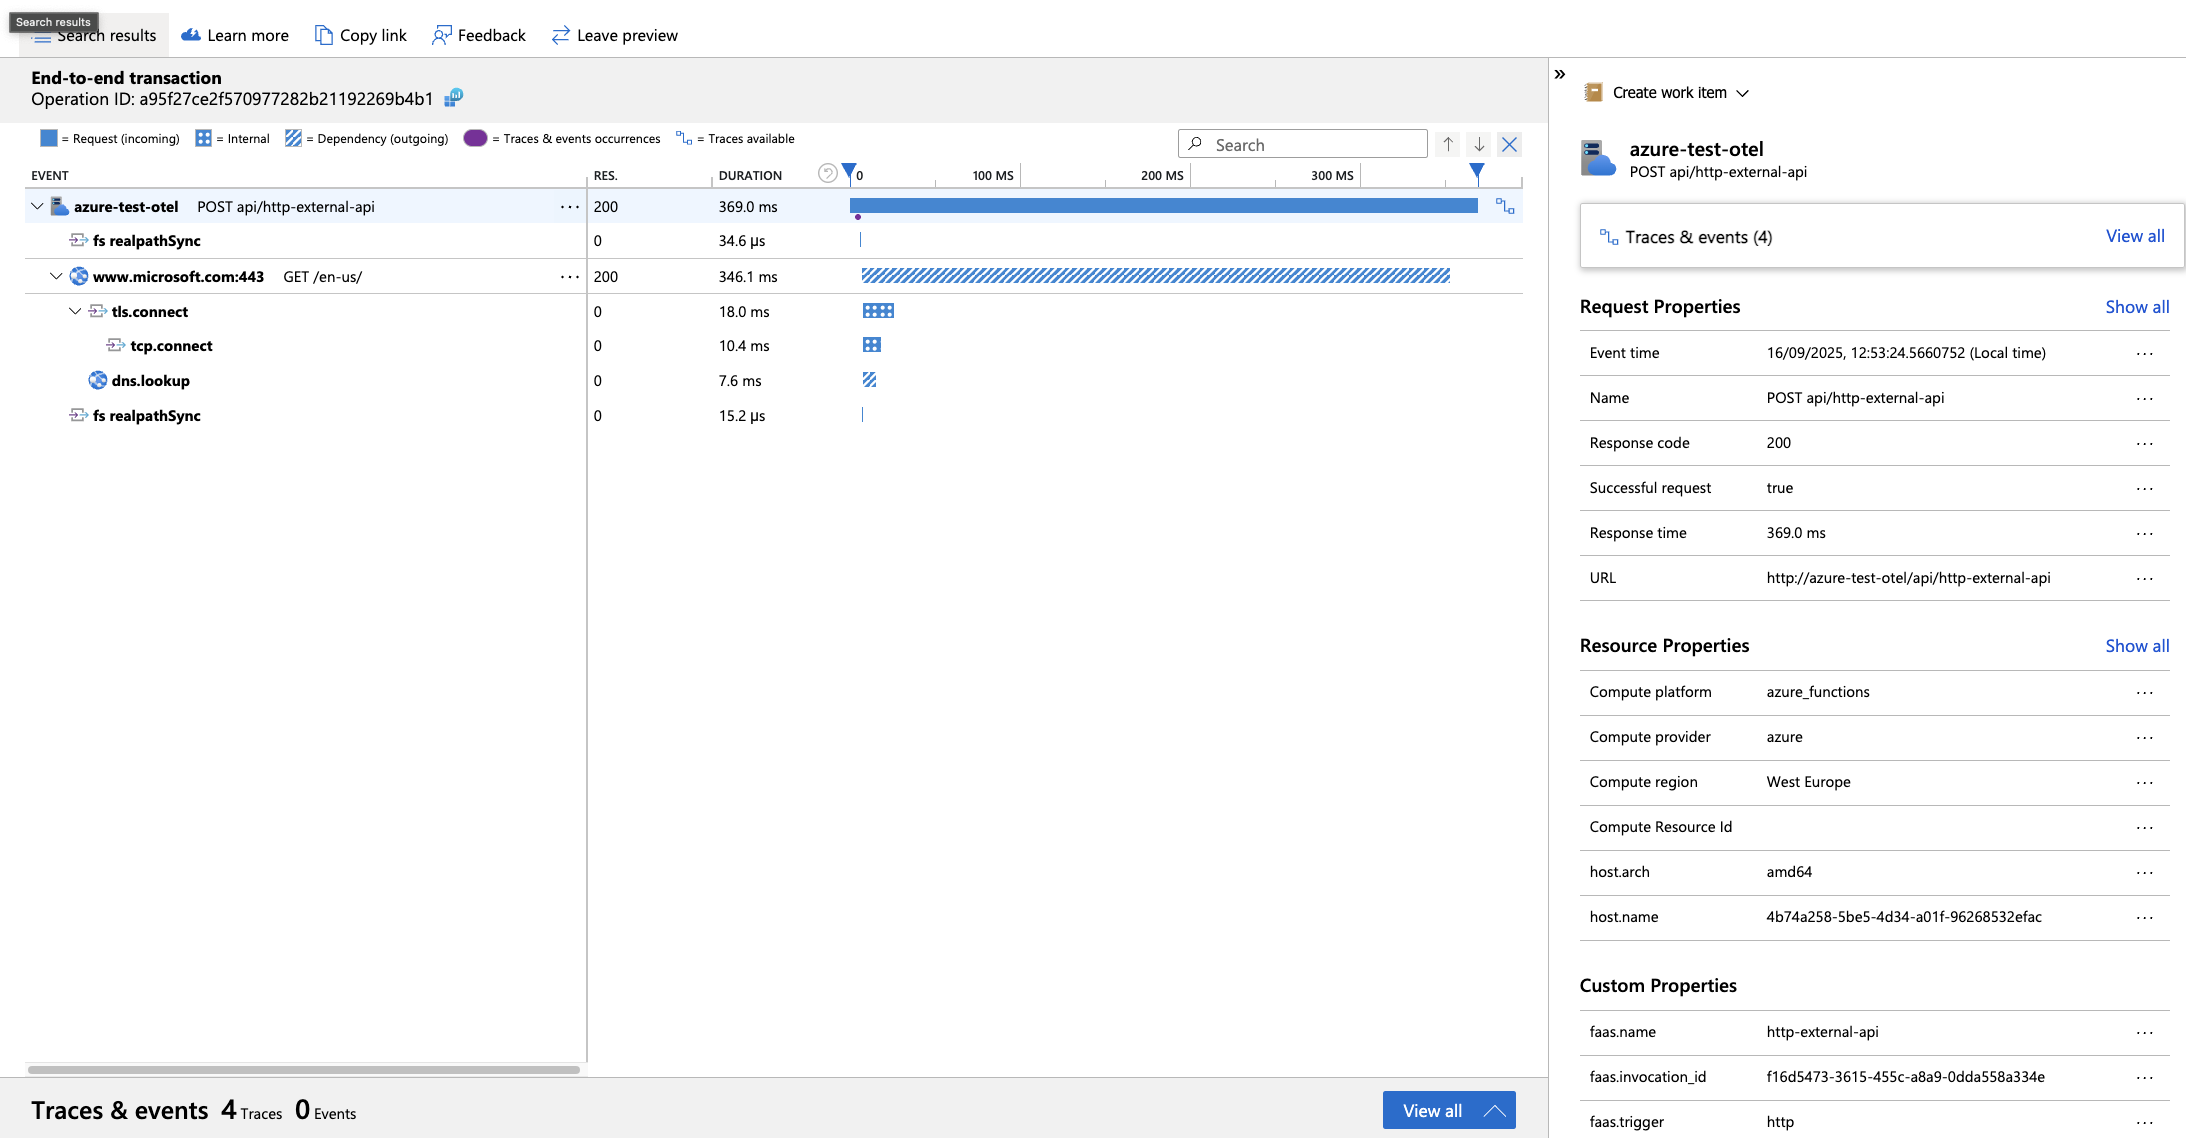 Search results
Search results
Learn more
Copy link
Feedback
Leave preview
End-to-end transaction
Operation ID: a95f27ce2f570977282b21192269b4b1
= Request (incoming) = Internal = Dependency (outgoing) = Traces & events occurrences = Traces available
Search
EVENT RES. DURATION 0 100 MS 200 MS 300 MS
azure-test-otel POST api/http-external-api ··· 200 369.0 ms
fs realpathSync 0 34.6 µs
www.microsoft.com:443 GET /en-us/ ··· 200 346.1 ms
tls.connect 0 18.0 ms
tcp.connect 0 10.4 ms
dns.lookup 0 7.6 ms
fs realpathSync 0 15.2 µs
Traces & events 4 Traces 0 Events
View all
»
Create work item
azure-test-otel
POST api/http-external-api
Traces & events (4) View all
Request Properties Show all
Event time 16/09/2025, 12:53:24.5660752 (Local time) ···
Name POST api/http-external-api ···
Response code 200 ···
Successful request true ···
Response time 369.0 ms ···
URL http://azure-test-otel/api/http-external-api ···
Resource Properties Show all
Compute platform azure_functions ···
Compute provider azure ···
Compute region West Europe ···
Compute Resource Id ···
host.arch amd64 ···
host.name 4b74a258-5be5-4d34-a01f-96268532efac ···
Custom Properties
faas.name http-external-api ···
faas.invocation_id f16d5473-3615-455c-a8a9-0dda558a334e ···
faas.trigger http ···